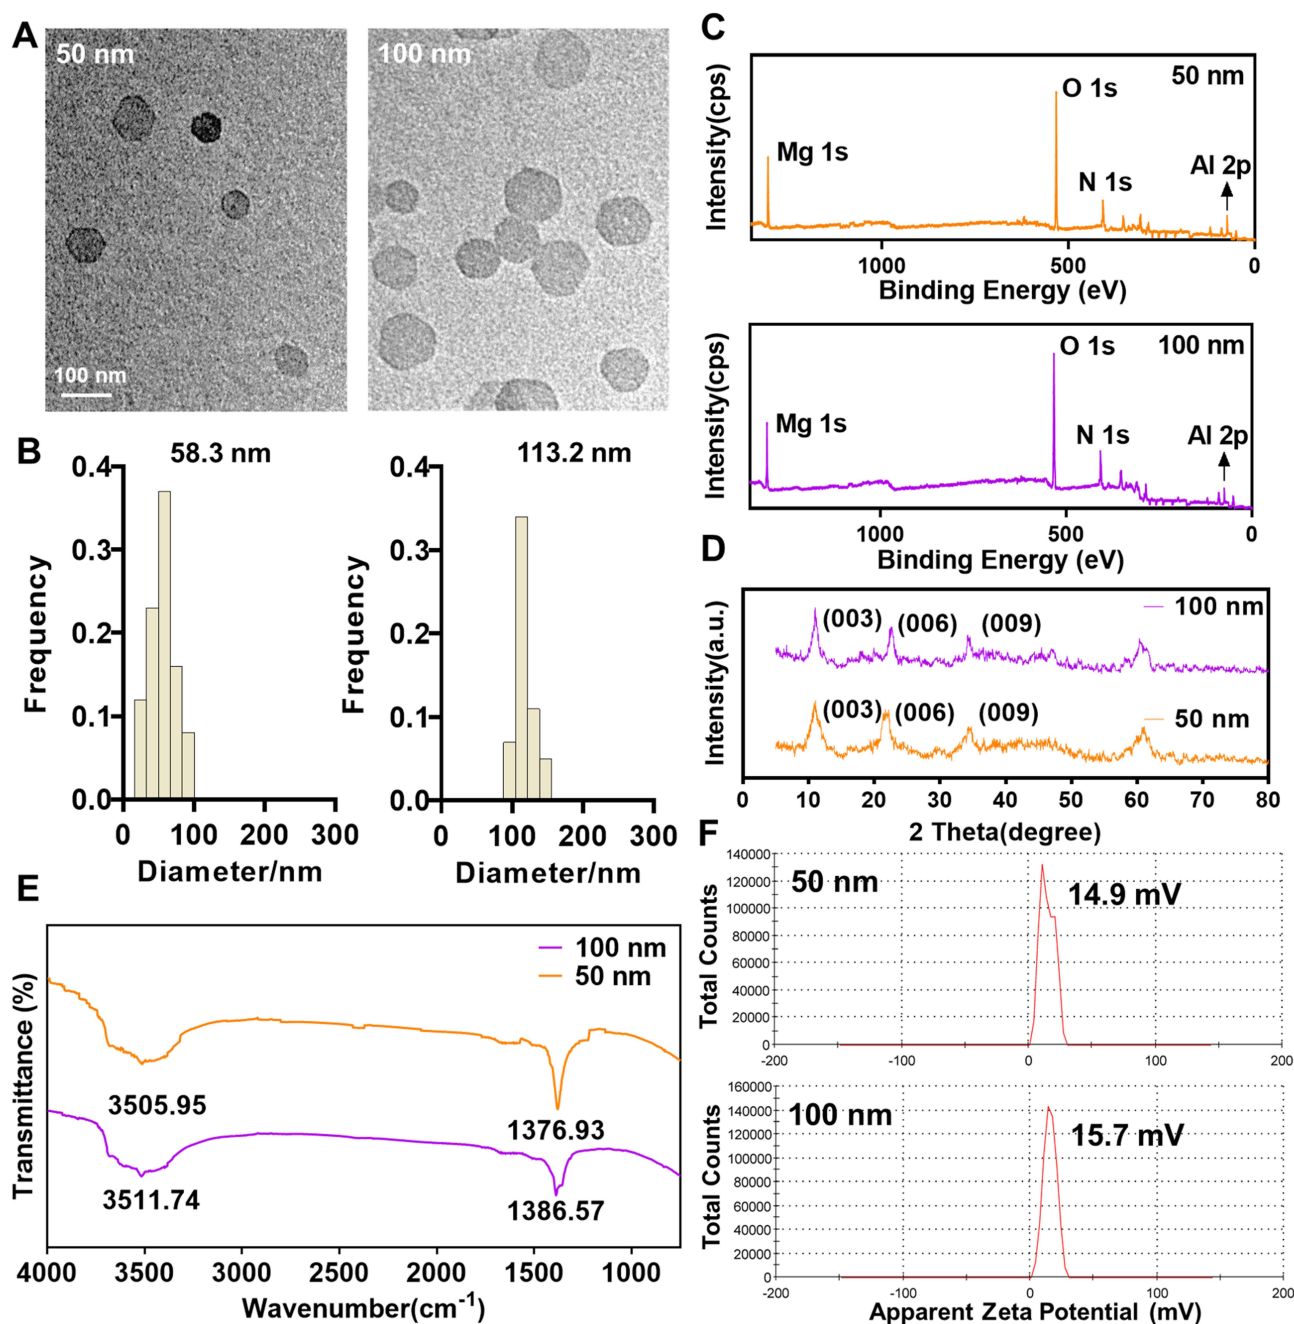 A
50 nm
100 nm
100 nm
B
58.3 nm
113.2 nm
Frequency
0.4
0.3
0.2
0.1
0.0
0
100
200
300
Diameter/nm
Frequency
0.4
0.3
0.2
0.1
0.0
0
100
200
300
Diameter/nm
C
50 nm
O 1s
Mg 1s
N 1s
Al 2p
Intensity(cps)
1000
500
0
Binding Energy (eV)
100 nm
O 1s
Mg 1s
N 1s
Al 2p
Intensity(cps)
1000
500
0
Binding Energy (eV)
D
100 nm
(003)
(006)
(009)
50 nm
(003)
(006)
(009)
Intensity(a.u.)
0
10
20
30
40
50
60
70
80
2 Theta(degree)
E
100 nm
50 nm
3505.95
1376.93
3511.74
1386.57
Transmittance (%)
4000
3500
3000
2500
2000
1500
1000
Wavenumber(cm-1)
F
50 nm
14.9 mV
Total Counts
140000
120000
100000
80000
60000
40000
20000
0
-200
-100
0
100
200
100 nm
15.7 mV
Total Counts
160000
140000
120000
100000
80000
60000
40000
20000
0
-200
-100
0
100
200
Apparent Zeta Potential (mV)